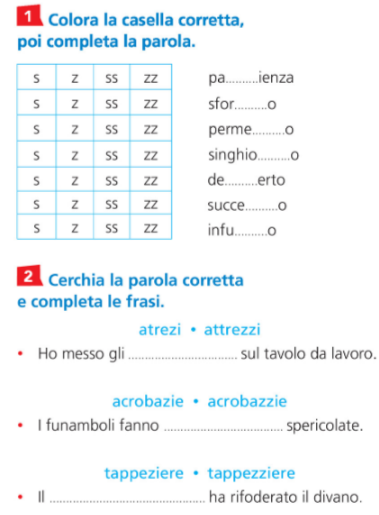 1 Colora la casella corretta,
poi completa la parola.
s z ss zz pa..........ienza
s z ss zz sfor..........o
s z ss zz perme..........o
s z ss zz singhio..........o
s z ss zz de..........erto
s z ss zz succe..........o
s z ss zz infu..........o
2 Cerchia la parola corretta
e completa le frasi.
atrezi • attrezzi
• Ho messo gli ................................ sul tavolo da lavoro.
acrobazie • acrobazzie
• I funamboli fanno ................................... spericolate.
tappeziere • tappezziere
• Il .............................................. ha rifoderato il divano.